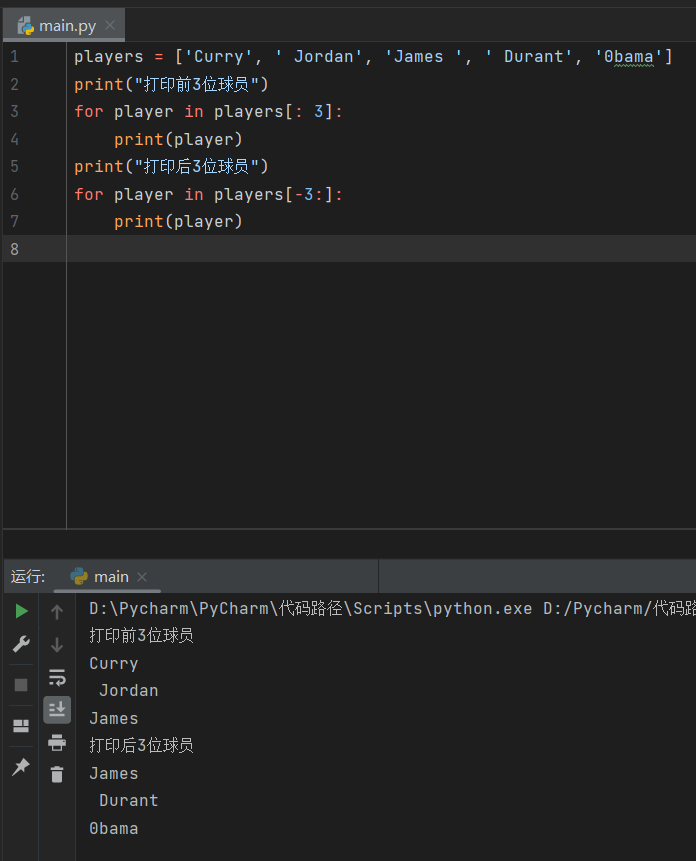 main.py
1 players = ['Curry', ' Jordan', 'James ', ' Durant', '0bama']
2 print("打印前3位球员")
3 for player in players[: 3]:
4     print(player)
5 print("打印后3位球员")
6 for player in players[-3:]:
7     print(player)
8
运行: main
D:\Pycharm\PyCharm\代码路径\Scripts\python.exe D:/Pycharm/代码路
打印前3位球员
Curry
 Jordan
James
打印后3位球员
James
 Durant
0bama